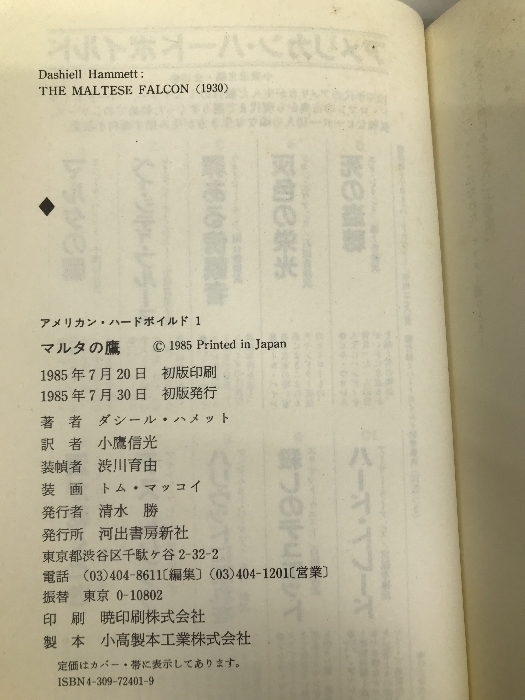 Dashiell Hammett:
THE MALTESE FALCON (1930)
アメリカン・ハードボイルド 1
マルタの鷹 © 1985 Printed in Japan
1985年7月20日 初版印刷
1985年7月30日 初版発行
著者 ダシール・ハメット
訳者 小鷹信光
装幀者 渋川育由
装画 トム・マッコイ
発行者 清水 勝
発行所 河出書房新社
東京都渋谷区千駄ケ谷2-32-2
電話 (03)404-8611〔編集〕 (03)404-1201〔営業〕
振替 東京 0-10802
印刷 暁印刷株式会社
製本 小高製本工業株式会社
定価はカバー・帯に表示してあります。
ISBN4-309-72401-9